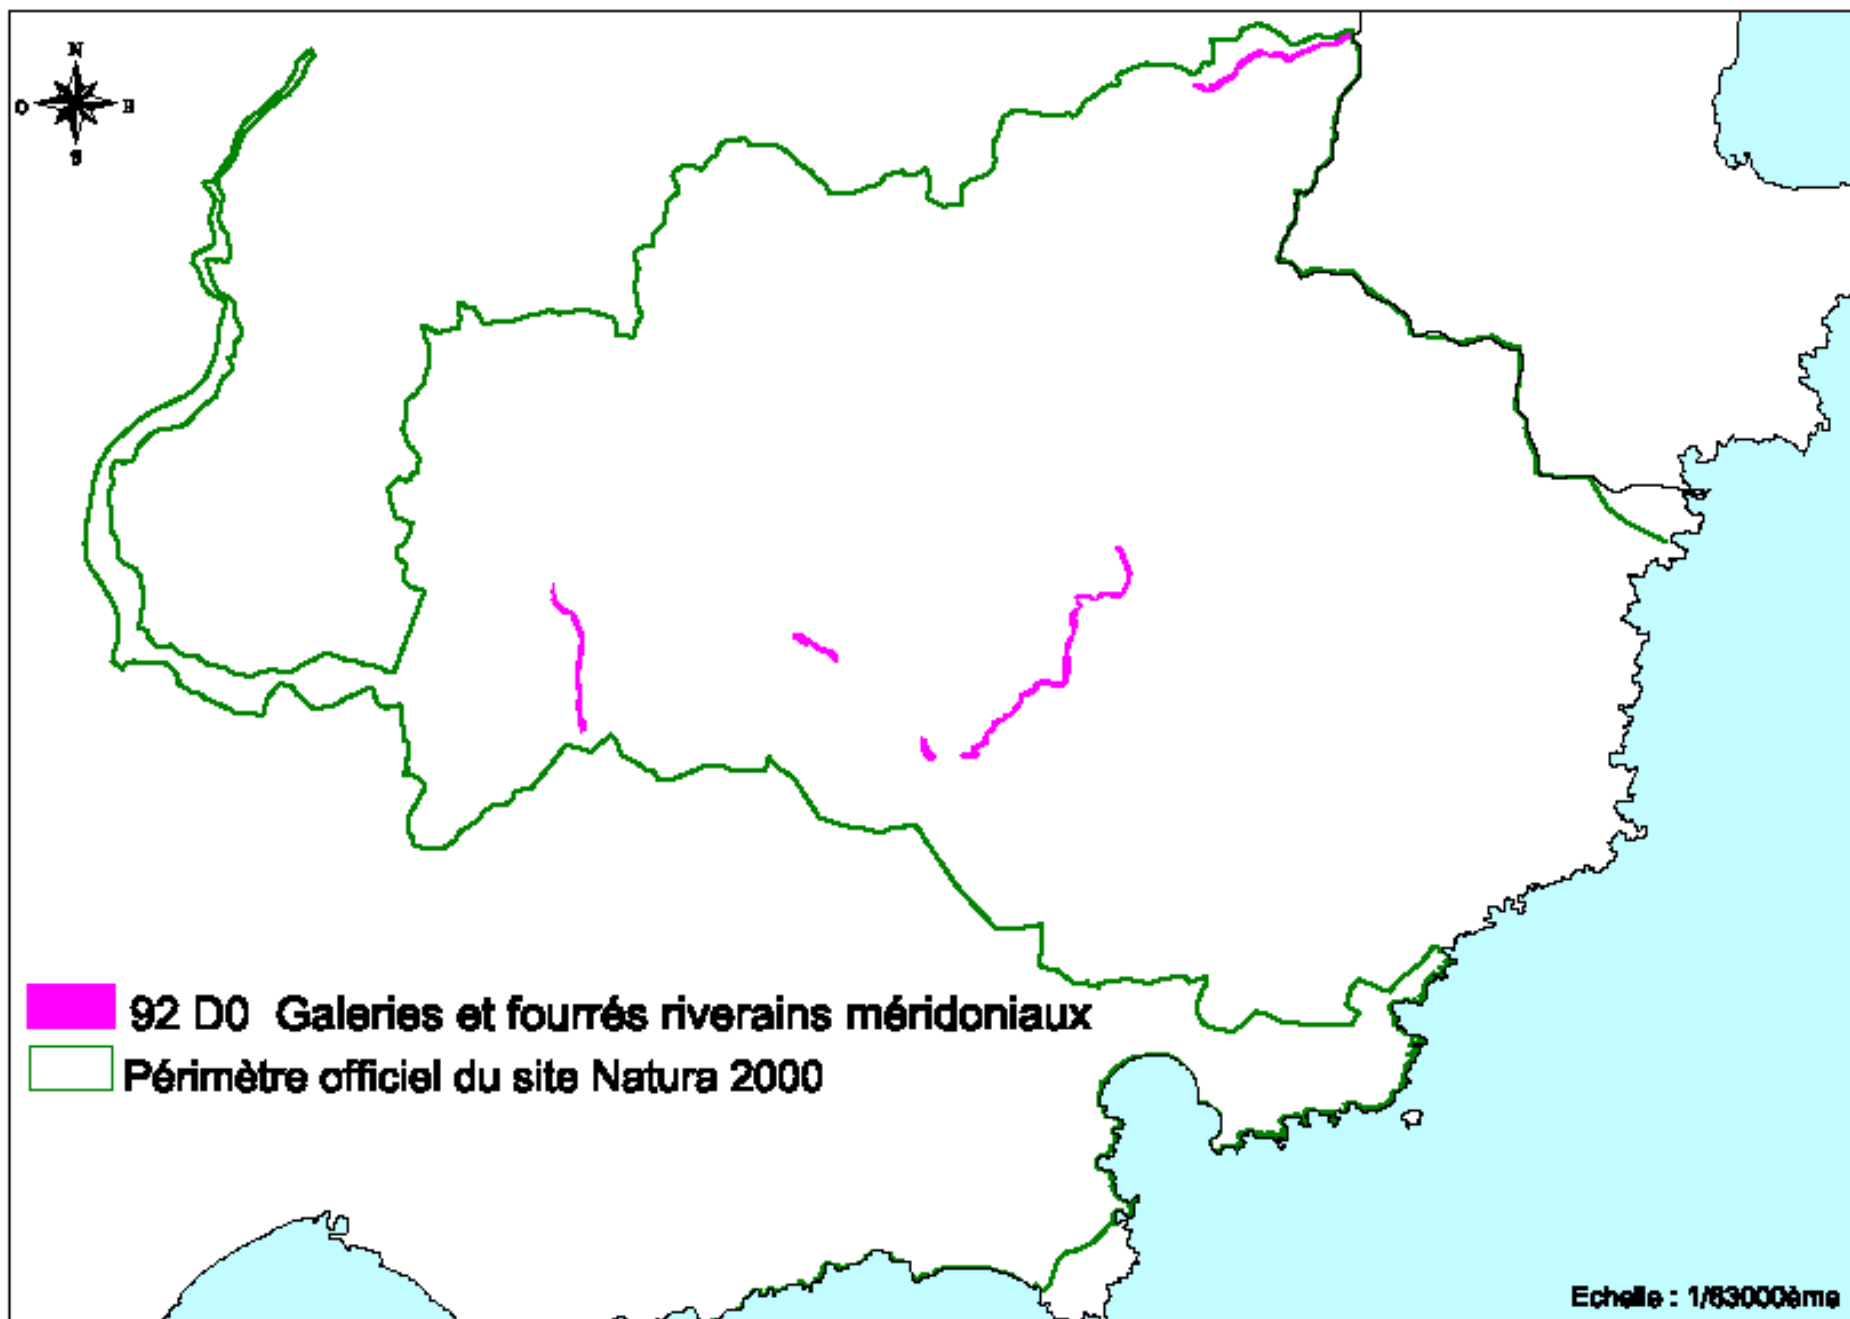 N
O E
S
92 D0 Galeries et fourrés riverains méridoniaux
Périmètre officiel du site Natura 2000
Echelle : 1/63000ème